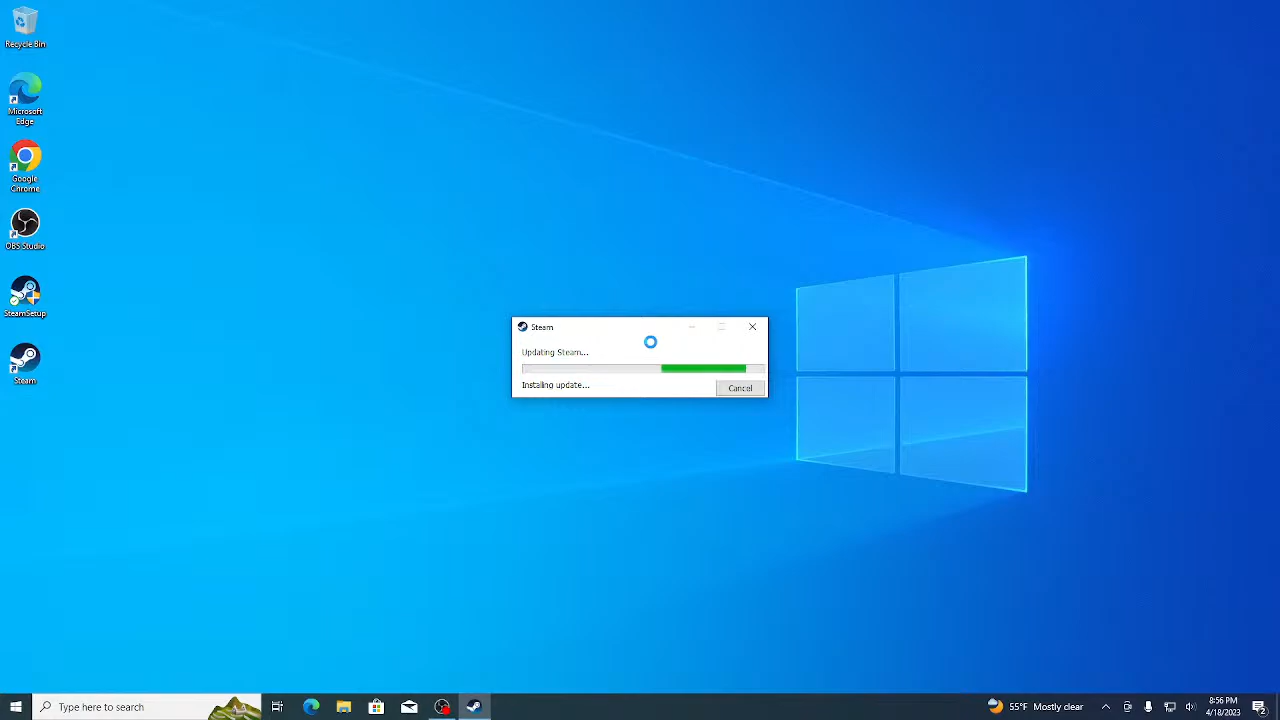 Recycle Bin
Microsoft
Edge
Google
Chrome
OBS Studio
SteamSetup
Steam
Steam
Updating Steam...
Installing update...
Cancel
Type here to search
55°F Mostly clear
8:56 PM
4/18/2023
2